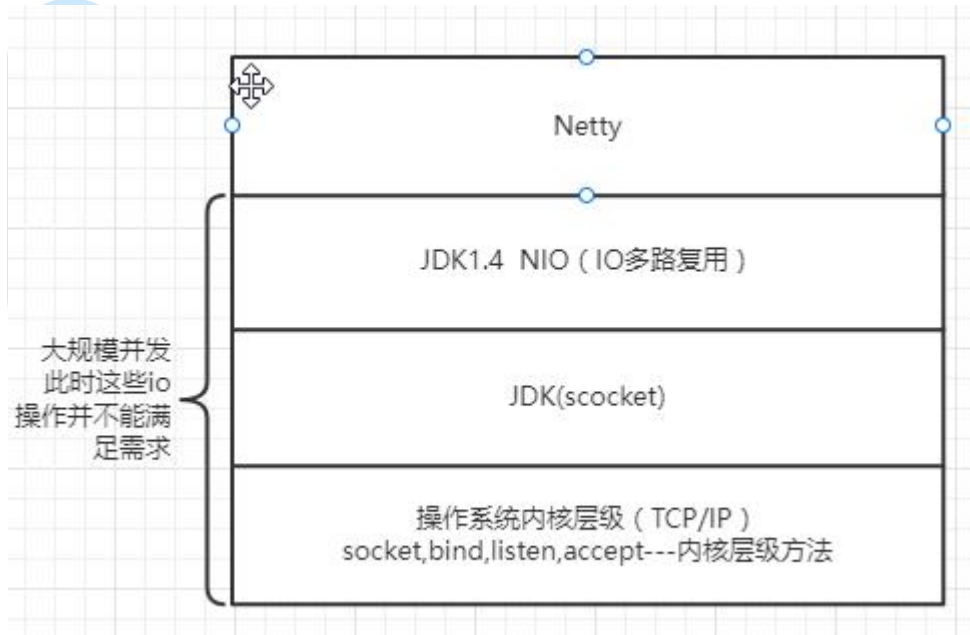 Netty
JDK1.4 NIO（IO多路复用）
大规模并发
此时这些io
操作并不能满
足需求
JDK(scocket)
操作系统内核层级（TCP/IP）
socket,bind,listen,accept---内核层级方法